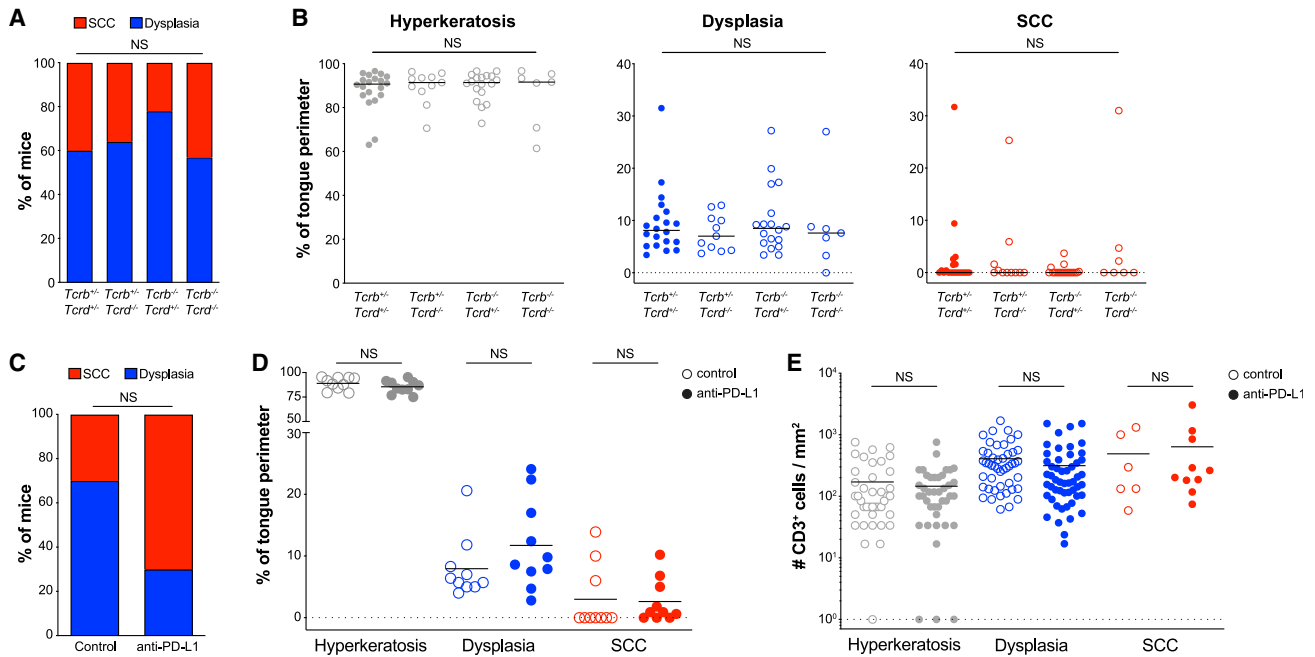 A
SCC Dysplasia
NS
% of mice
100
80
60
40
20
0
Tcrb+/- Tcrb+/- Tcrb-/- Tcrb-/-
Tcrd+/- Tcrd-/- Tcrd+/- Tcrd-/-
B
Hyperkeratosis
NS
% of tongue perimeter
100
80
60
40
20
0
Tcrb+/- Tcrb+/- Tcrb-/- Tcrb-/-
Tcrd+/- Tcrd-/- Tcrd+/- Tcrd-/-
Dysplasia
NS
40
30
20
10
0
Tcrb+/- Tcrb+/- Tcrb-/- Tcrb-/-
Tcrd+/- Tcrd-/- Tcrd+/- Tcrd-/-
SCC
NS
40
30
20
10
0
Tcrb+/- Tcrb+/- Tcrb-/- Tcrb-/-
Tcrd+/- Tcrd-/- Tcrd+/- Tcrd-/-
C
SCC Dysplasia
NS
% of mice
100
80
60
40
20
0
Control anti-PD-L1
D
NS NS NS
control
anti-PD-L1
% of tongue perimeter
100
75
50
30
20
10
0
Hyperkeratosis Dysplasia SCC
E
control
anti-PD-L1
NS NS NS
# CD3+ cells / mm2
10^4
10^3
10^2
10^1
10^0
Hyperkeratosis Dysplasia SCC